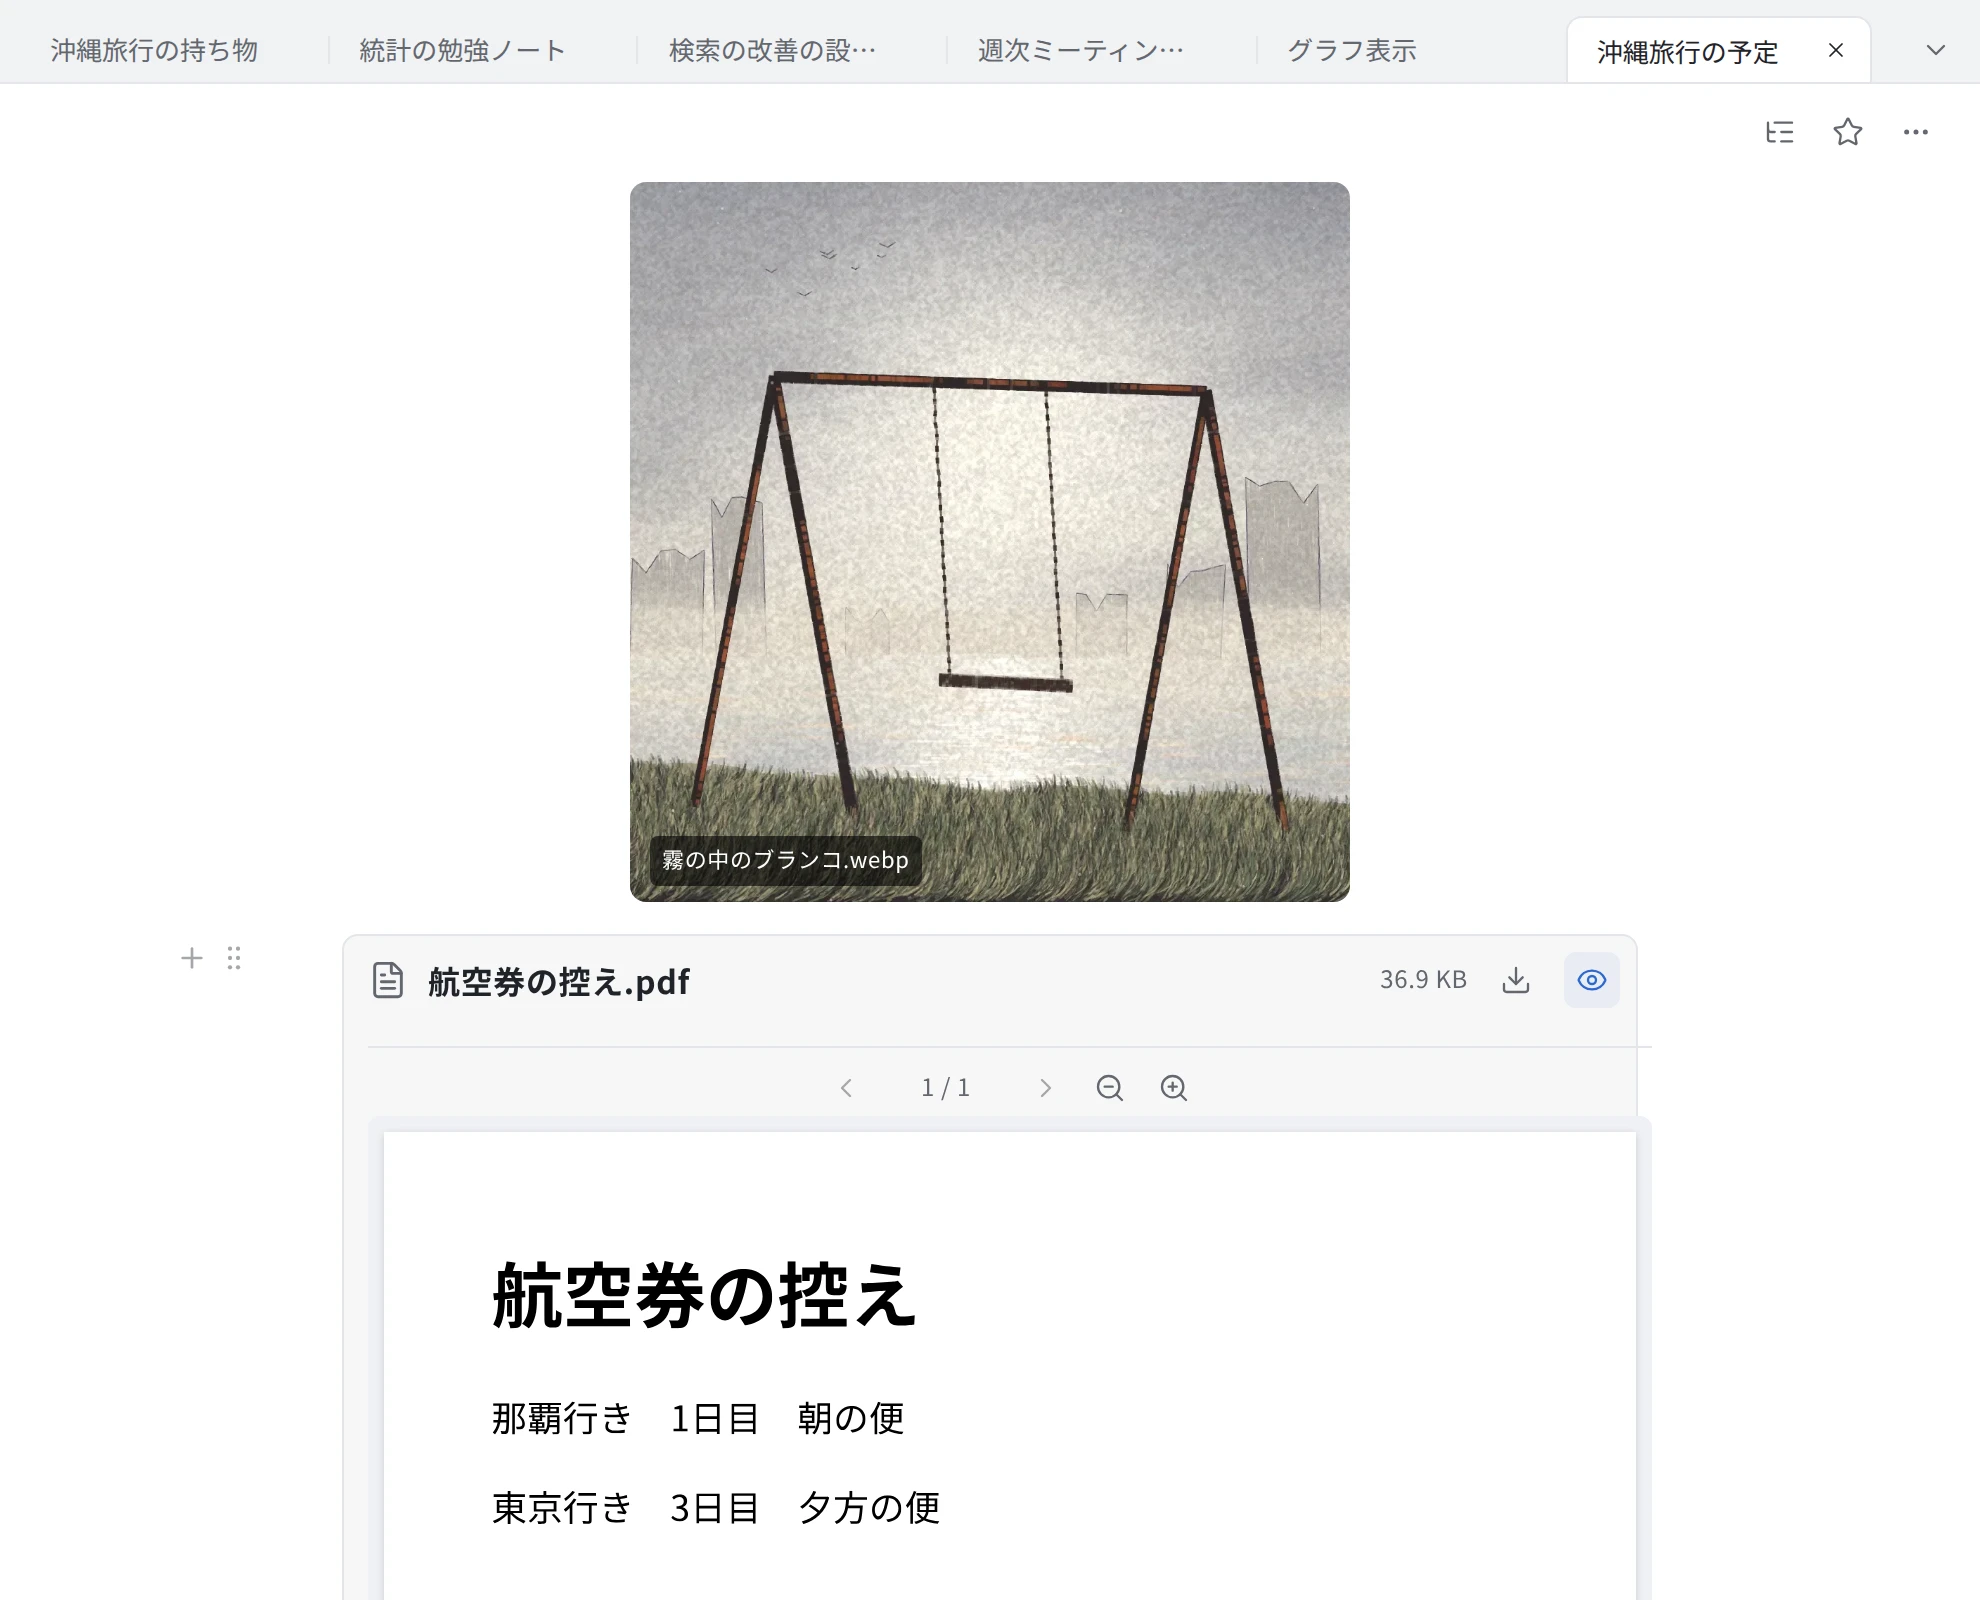 沖縄旅行の持ち物
統計の勉強ノート
検索の改善の設…
週次ミーティン…
グラフ表示
沖縄旅行の予定
霧の中のブランコ.webp
航空券の控え.pdf
36.9 KB
1 / 1
航空券の控え
那覇行き　1日目　朝の便
東京行き　3日目　夕方の便